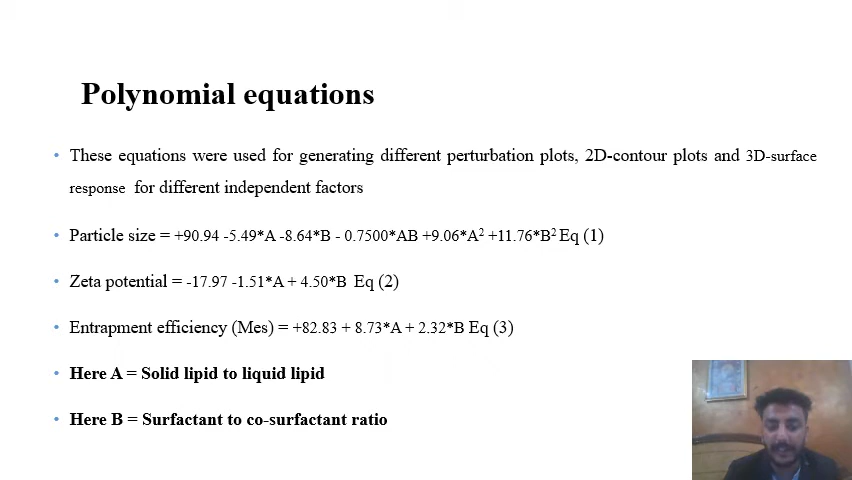 Polynomial equations
• These equations were used for generating different perturbation plots, 2D-contour plots and 3D-surface
response for different independent factors
• Particle size = +90.94 -5.49*A -8.64*B - 0.7500*AB +9.06*A² +11.76*B² Eq (1)
• Zeta potential = -17.97 -1.51*A + 4.50*B Eq (2)
• Entrapment efficiency (Mes) = +82.83 + 8.73*A + 2.32*B Eq (3)
• Here A = Solid lipid to liquid lipid
• Here B = Surfactant to co-surfactant ratio